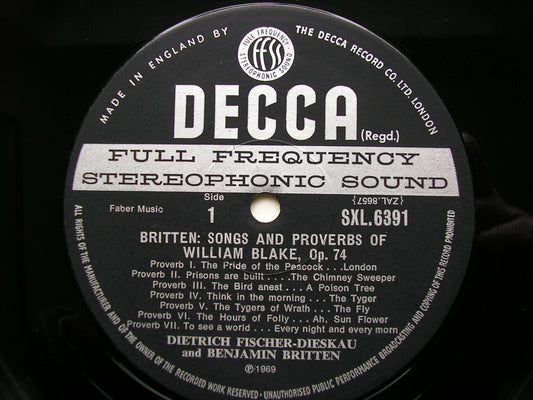 MADE IN ENGLAND BY THE DECCA RECORD CO. LTD. LONDON
FULL FREQUENCY
ffss
STEREOPHONIC SOUND
DECCA (Regd.)
FULL FREQUENCY
STEREOPHONIC SOUND
Side
Faber Music 1 {ZAL.8657} SXL.6391
BRITTEN: SONGS AND PROVERBS OF
WILLIAM BLAKE, Op. 74
Proverb I. The Pride of the Peacock...London
Proverb II. Prisons are built....The Chimney Sweeper
Proverb III. The Bird anest...A Poison Tree
Proverb IV. Think in the morning...The Tyger
Proverb V. The Tygers of Wrath...The Fly
Proverb VI. The Hours of Folly...Ah, Sun Flower
Proverb VII. To see a world...Every night and every morn
DIETRICH FISCHER-DIESKAU
and BENJAMIN BRITTEN
℗1969
ALL RIGHTS OF THE MANUFACTURER AND OF THE OWNER OF THE RECORDED WORK RESERVED · UNAUTHORISED PUBLIC PERFORMANCE BROADCASTING AND COPYING OF THIS RECORD PROHIBITED